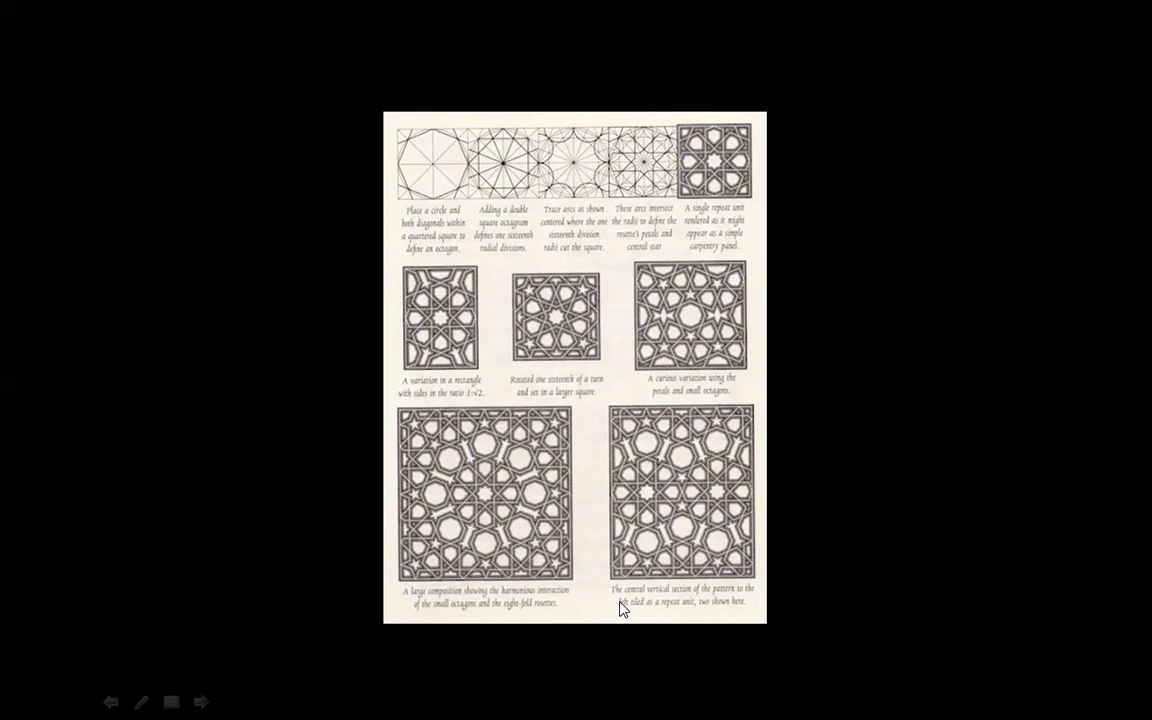 Place a circle and
both diagonals within
a quartered square to
define an octagon.
Adding a double
square octagram
defines one sixteenth
radial divisions.
Trace arcs as shown
centered where the one
sixteenth division
radii cut the square.
These arcs intersect
the radii to define the
rosette's petals and
central star
A single repeat unit
rendered as it might
appear as a simple
carpentry panel.
A variation in a rectangle
with sides in the ratio 1:√2.
Rotated one sixteenth of a turn
and set in a larger square.
A curious variation using the
petals and small octagons.
A large composition showing the harmonious interaction
of the small octagons and the eight-fold rosettes.
The central vertical section of the pattern to the
left tiled as a repeat unit, two shown here.